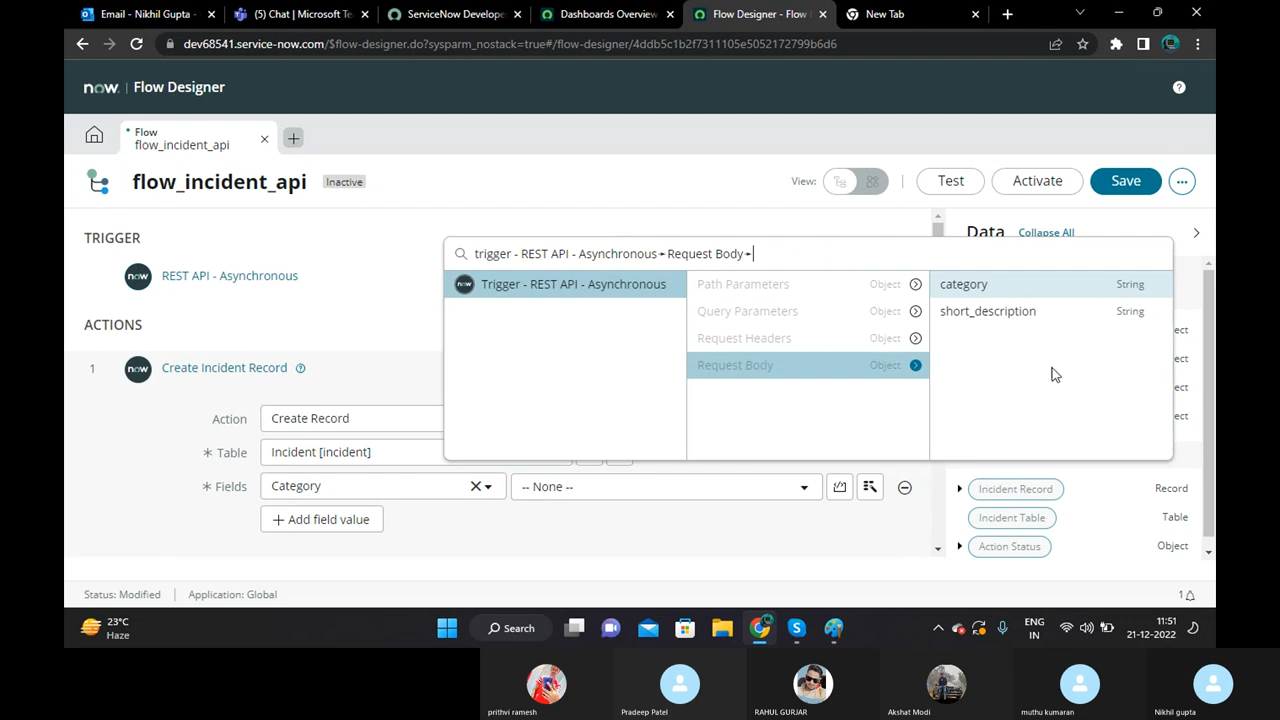 Email - Nikhil Gupta -
(5) Chat | Microsoft Te
ServiceNow Develope
Dashboards Overview
Flow Designer - Flow
New Tab
dev68541.service-now.com/$flow-designer.do?sysparm_nostack=true#/flow-designer/4ddb5c1b2f7311105e5052172799b6d6
now. Flow Designer
Flow
flow_incident_api
flow_incident_api
Inactive
View:
Test
Activate
Save
TRIGGER
now
REST API - Asynchronous
ACTIONS
1
now
Create Incident Record
Action
Create Record
* Table
Incident [incident]
* Fields
Category
-- None --
+ Add field value
trigger - REST API - Asynchronous➛Request Body➛
now
Trigger - REST API - Asynchronous
Path Parameters Object
Query Parameters Object
Request Headers Object
Request Body Object
category String
short_description String
Data Collapse All
Incident Record Record
Incident Table Table
Action Status Object
Status: Modified
Application: Global
1
23°C
Haze
Search
ENG
IN
11:51
21-12-2022
prithvi ramesh
Pradeep Patel
RAHUL GURJAR
Akshat Modi
muthu kumaran
Nikhil gupta